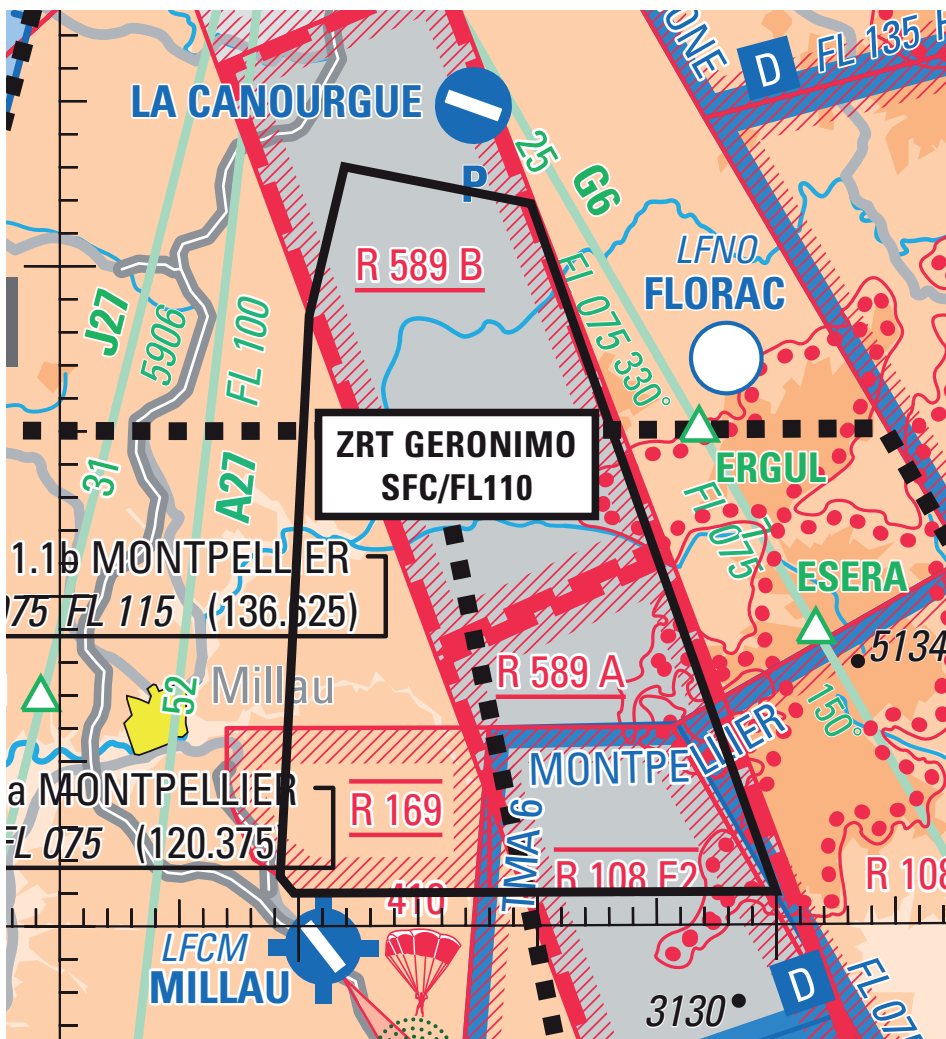 ONE
D
FL 135 F
LA CANOURGUE
P
25
G6
R 589 B
FL 075
330°
LFNO
FLORAC
J27
5906
FL 100
A27
31
ZRT GERONIMO
SFC/FL110
ERGUL
FL 075
1.1b MONTPELLIER
075 FL 115 (136.625)
ESERA
5134
150°
52
Millau
R 589 A
MONTPELLIER
a MONTPELLIER
FL 075 (120.375)
R 169
TMA 6
R 108 E2
R 108
410
LFCM
MILLAU
D
FL 075
3130